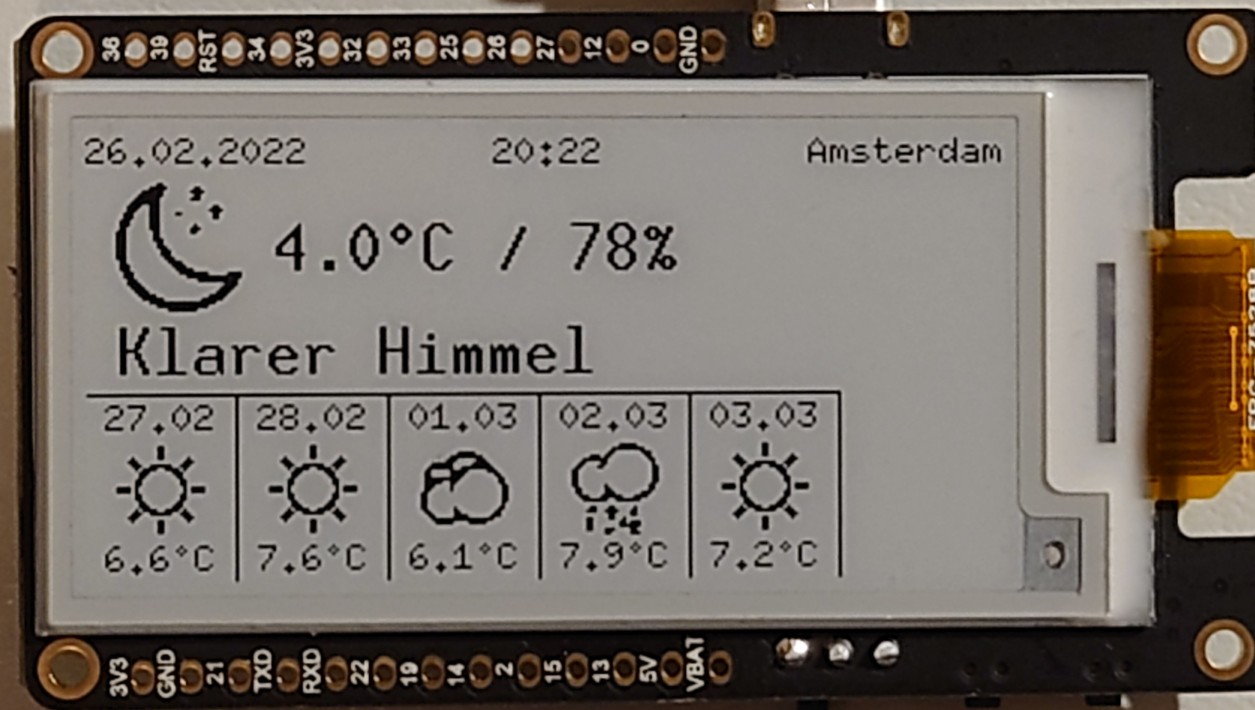 36 39 RST 34 3V3 32 33 25 26 27 12 0 GND
26.02.2022 20:22 Amsterdam
4.0°C / 78%
Klarer Himmel
27.02 28.02 01.03 02.03 03.03
6.6°C 7.6°C 6.1°C 7.9°C 7.2°C
3V3 GND 21 TXD RXD 22 19 14 2 15 13 5V VBAT